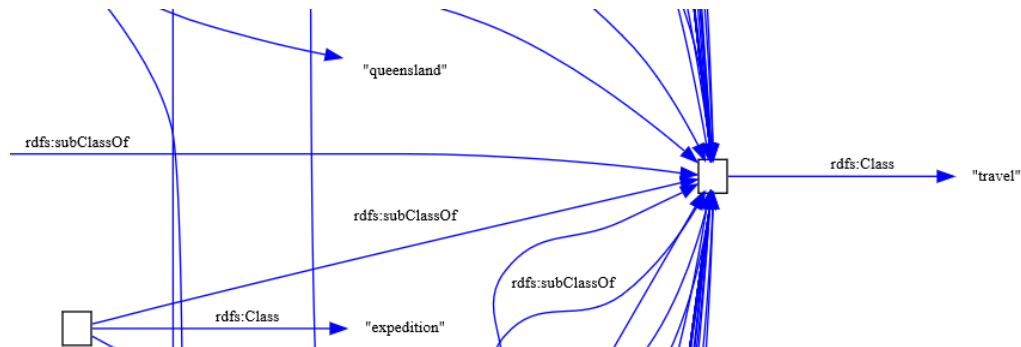 "queensland"
rdfs:subClassOf
rdfs:Class
"travel"
rdfs:subClassOf
rdfs:subClassOf
rdfs:Class
"expedition"